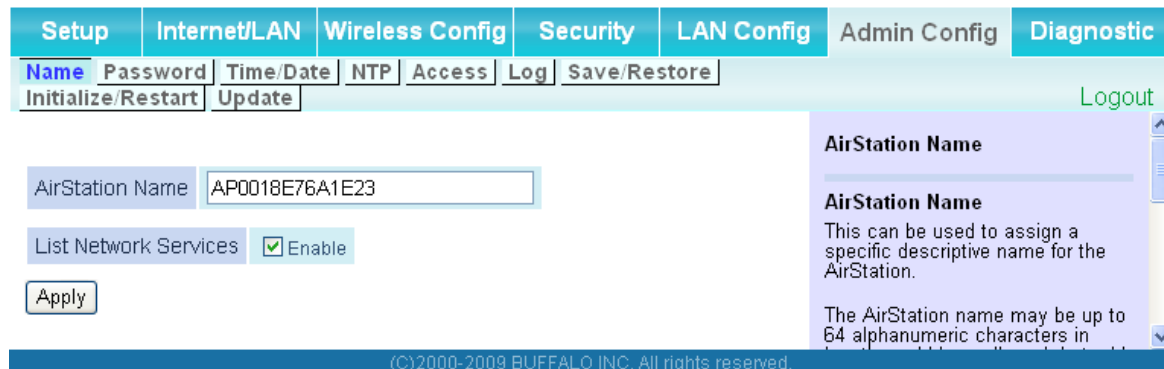 Setup Internet/LAN Wireless Config Security LAN Config Admin Config Diagnostic
Name Password Time/Date NTP Access Log Save/Restore
Initialize/Restart Update
Logout
AirStation Name AP0018E76A1E23
List Network Services Enable
Apply
AirStation Name
AirStation Name
This can be used to assign a
specific descriptive name for the
AirStation.
The AirStation name may be up to
64 alphanumeric characters in
(C)2000-2009 BUFFALO INC. All rights reserved.